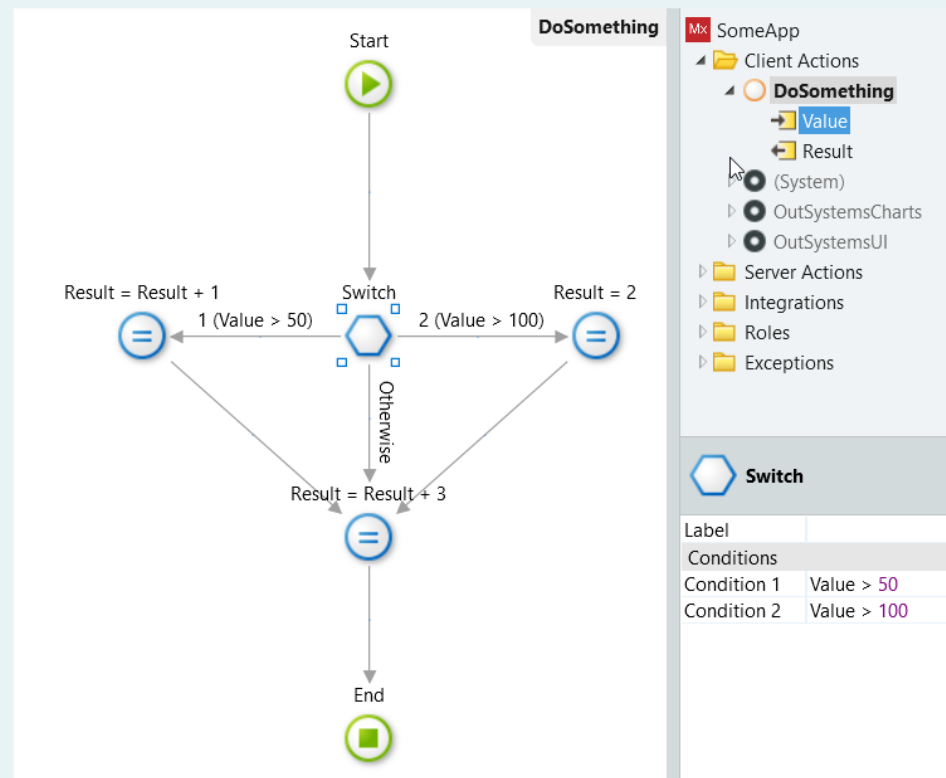 DoSomething
Start
Result = Result + 1
Switch
Result = 2
1 (Value > 50)
2 (Value > 100)
Otherwise
Result = Result + 3
End
Mx SomeApp
Client Actions
DoSomething
Value
Result
(System)
OutSystemsCharts
OutSystemsUI
Server Actions
Integrations
Roles
Exceptions
Switch
Label
Conditions
Condition 1 Value > 50
Condition 2 Value > 100